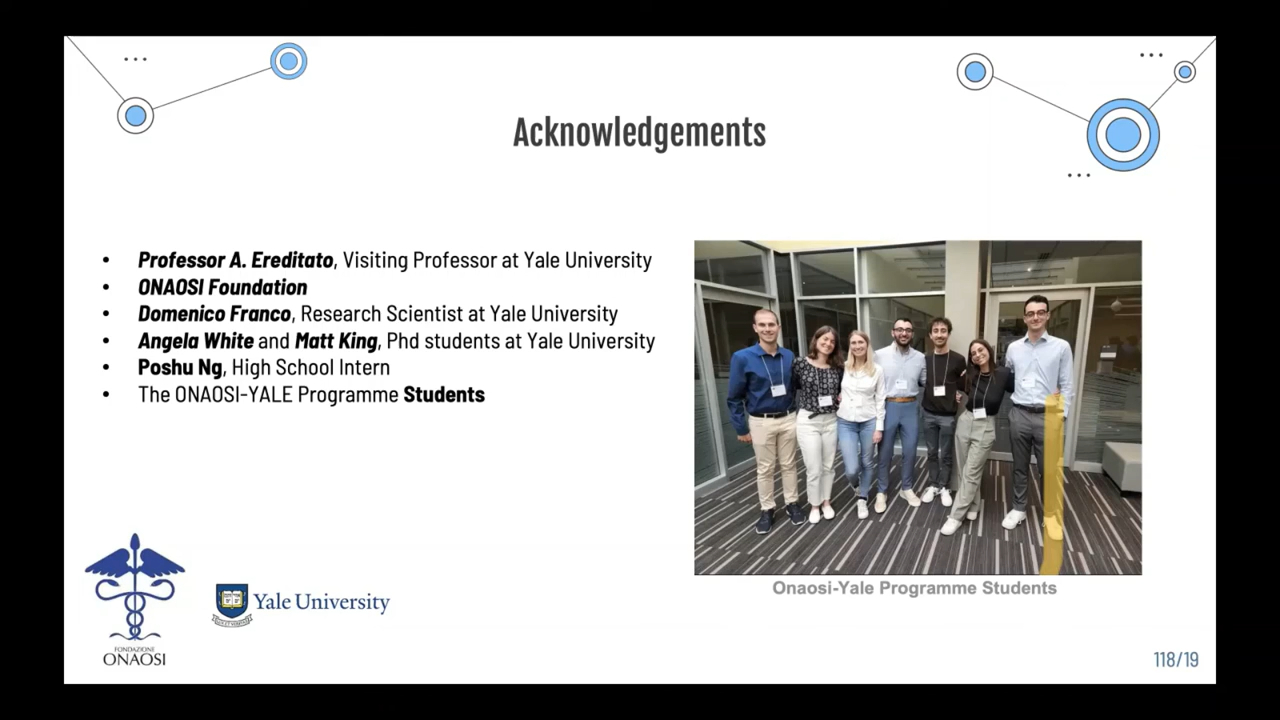 Acknowledgements
• Professor A. Ereditato, Visiting Professor at Yale University
• ONAOSI Foundation
• Domenico Franco, Research Scientist at Yale University
• Angela White and Matt King, Phd students at Yale University
• Poshu Ng, High School Intern
• The ONAOSI-YALE Programme Students
Onaosi-Yale Programme Students
Yale University
FONDAZIONE
ONAOSI
118/19